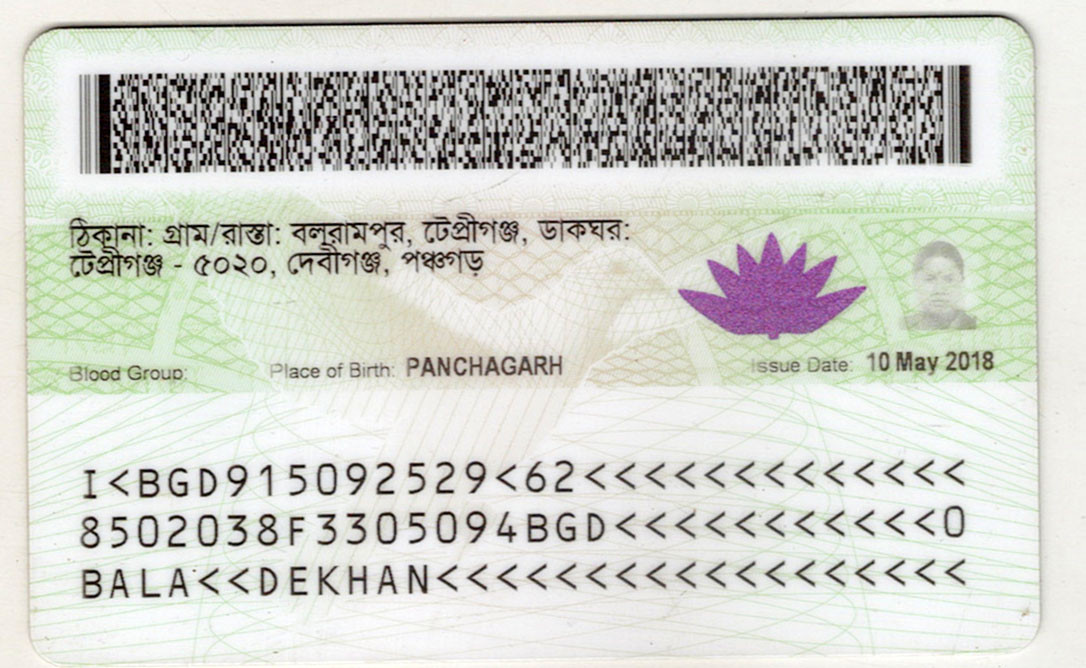 ঠিকানা: গ্রাম/রাস্তা: বলরামপুর, টেপ্রীগঞ্জ, ডাকঘর:
টেপ্রীগঞ্জ - ৫০২০, দেবীগঞ্জ, পঞ্চগড়
Blood Group: Place of Birth: PANCHAGARH Issue Date: 10 May 2018
I<BGD915092529<62<<<<<<<<<<<<<
8502038F3305094BGD<<<<<<<<<<<0
BALA<<DEKHAN<<<<<<<<<<<<<<<<<<